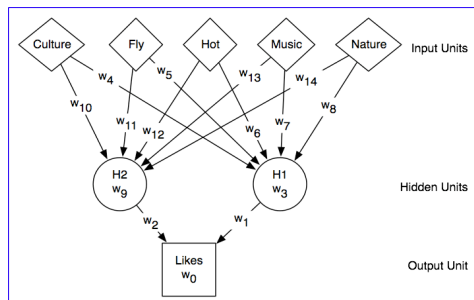 Culture
Fly
Hot
Music
Nature
Input Units
w4
w5
w13
w14
w10
w11
w12
w6
w7
w8
H2
w9
H1
w3
Hidden Units
w2
w1
Likes
w0
Output Unit